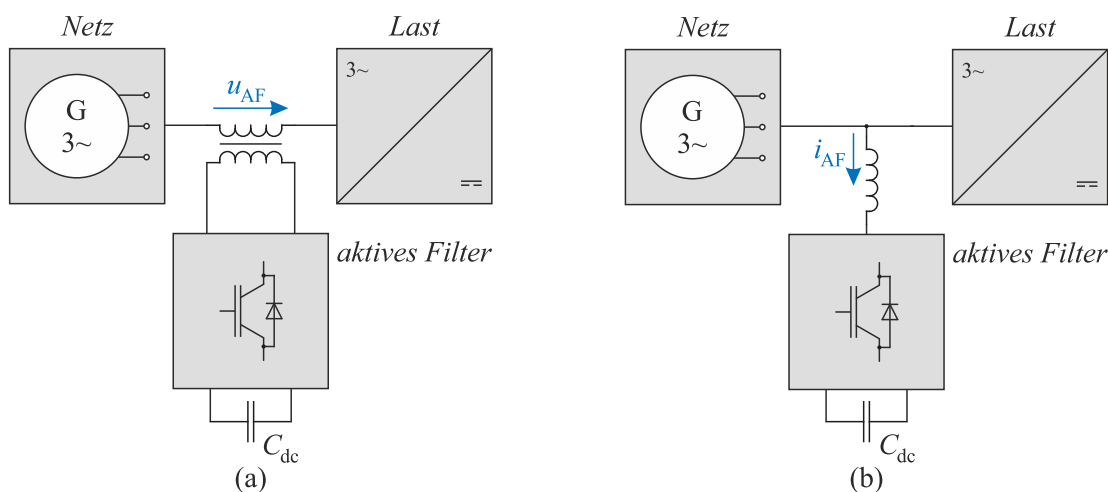 Netz
Last
G
3~
u_AF
3~
aktives Filter
C_dc
(a)
Netz
Last
G
3~
i_AF
3~
aktives Filter
C_dc
(b)